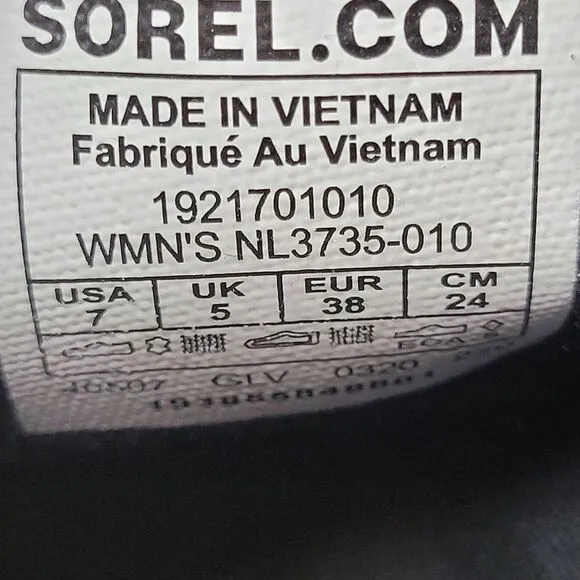 SOREL.COM
MADE IN VIETNAM
Fabriqué Au Vietnam
1921701010
WMN'S NL3735-010
USA UK EUR CM
7 5 38 24
GLV 0320